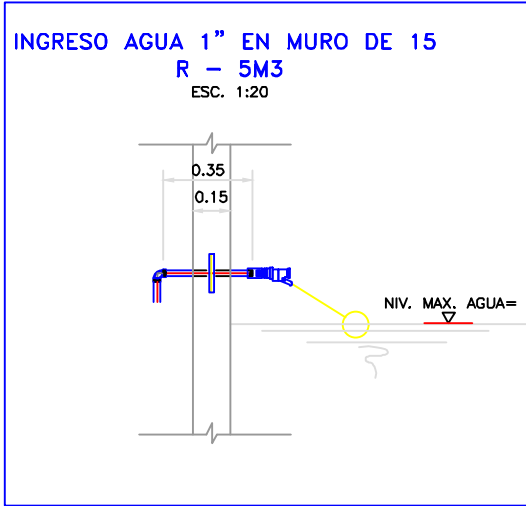 INGRESO AGUA 1” EN MURO DE 15
R – 5M3
ESC. 1:20
0.35
0.15
NIV. MAX. AGUA=